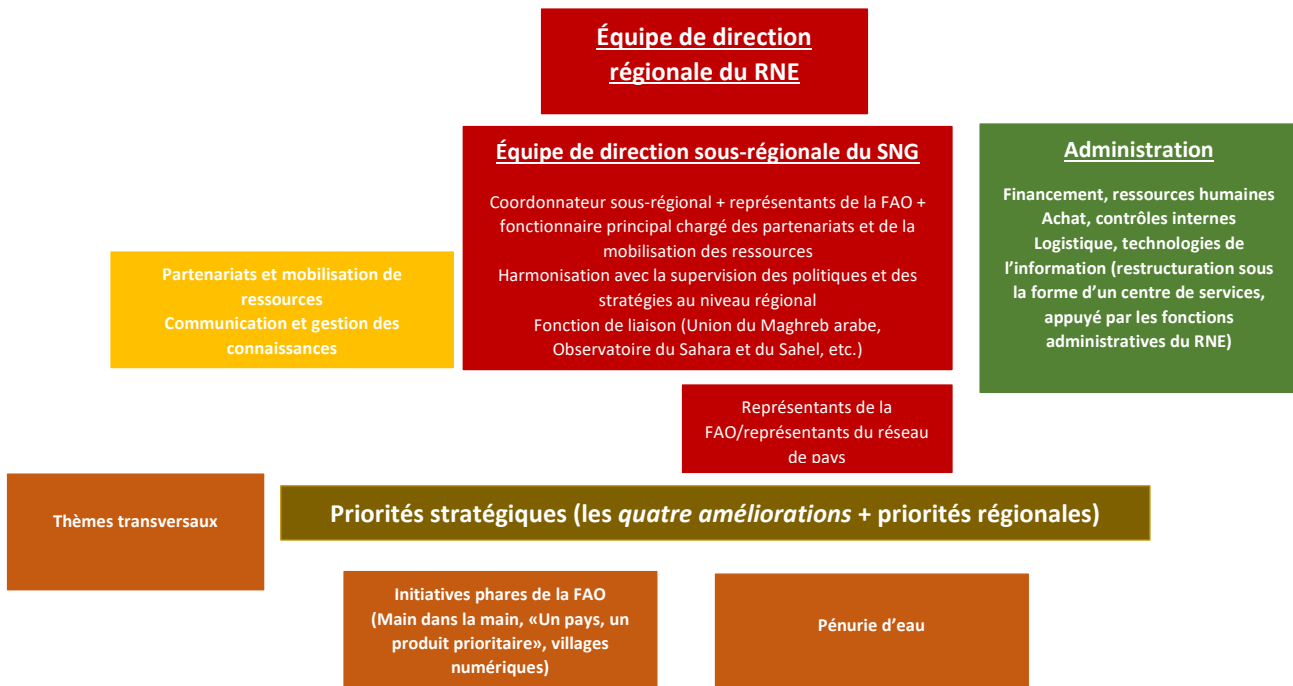 Équipe de direction
régionale du RNE
Équipe de direction sous-régionale du SNG
Coordonnateur sous-régional + représentants de la FAO +
fonctionnaire principal chargé des partenariats et de la
mobilisation des ressources
Harmonisation avec la supervision des politiques et des
stratégies au niveau régional
Fonction de liaison (Union du Maghreb arabe,
Observatoire du Sahara et du Sahel, etc.)
Administration
Financement, ressources humaines
Achat, contrôles internes
Logistique, technologies de
l’information (restructuration sous
la forme d’un centre de services,
appuyé par les fonctions
administratives du RNE)
Partenariats et mobilisation de
ressources
Communication et gestion des
connaissances
Représentants de la
FAO/représentants du réseau
de pays
Thèmes transversaux
Priorités stratégiques (les quatre améliorations + priorités régionales)
Initiatives phares de la FAO
(Main dans la main, «Un pays, un
produit prioritaire», villages
numériques)
Pénurie d’eau